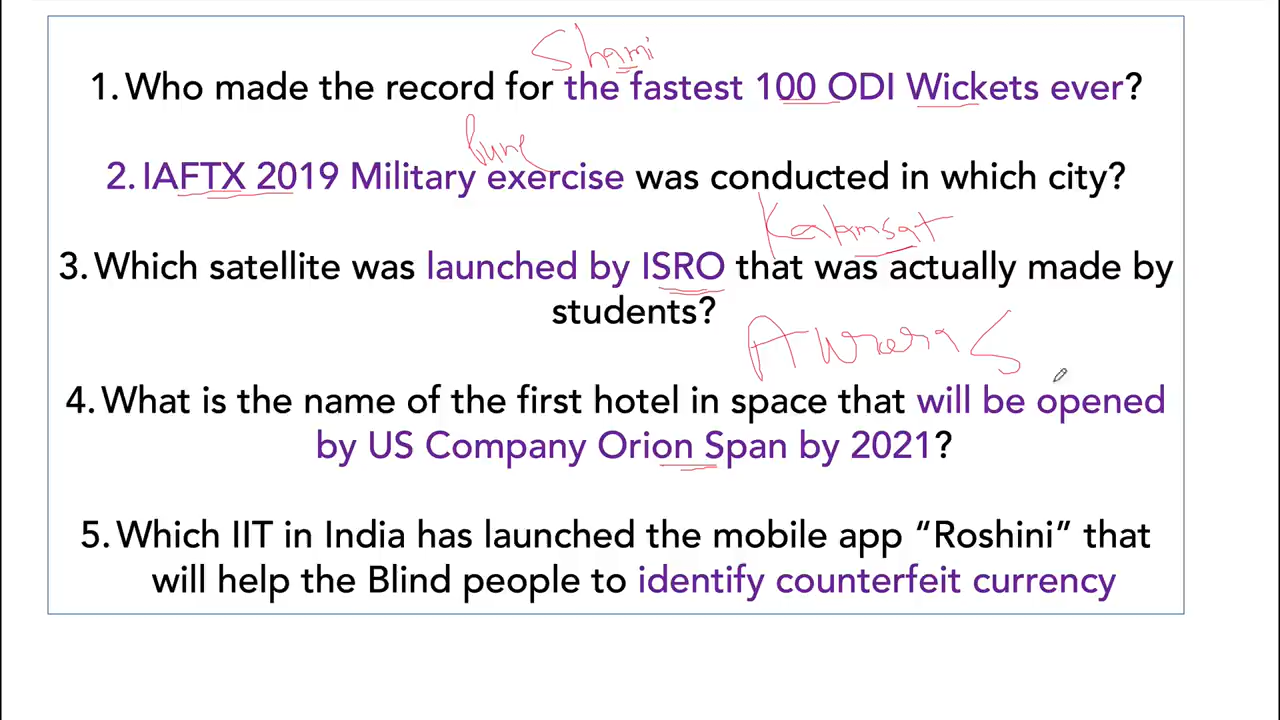 Shami
1. Who made the record for the fastest 100 ODI Wickets ever?
Pune
2. IAFTX 2019 Military exercise was conducted in which city?
Kalamsat
3. Which satellite was launched by ISRO that was actually made by
students?
4. What is the name of the first hotel in space that will be opened
by US Company Orion Span by 2021?
5. Which IIT in India has launched the mobile app “Roshini” that
will help the Blind people to identify counterfeit currency